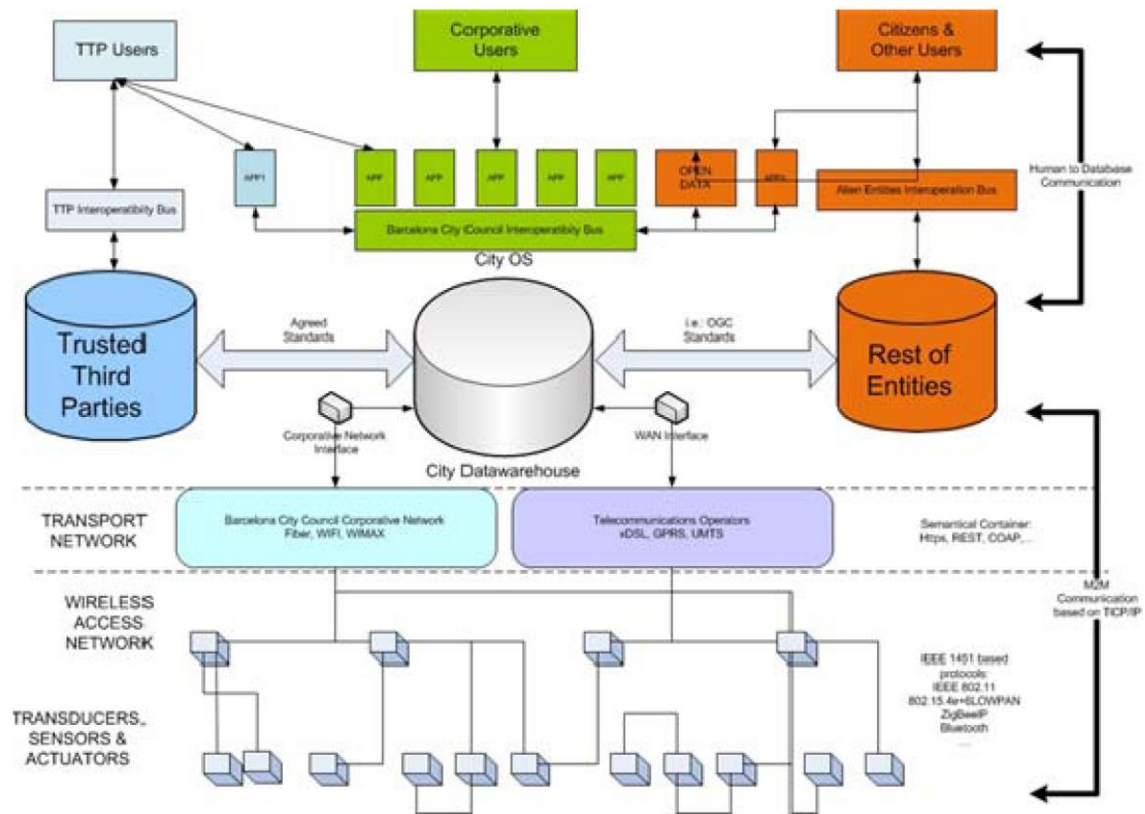 TTP Users
Corporative
Users
Citizens &
Other Users
APP1
APP
APP
APP
APP
APP
OPEN
DATA
Human to Database
Communication
TTP Interoperatibity Bus
Alien Entities Interoperation Bus
Barcelona City Council Interoperatibity Bus
City OS
Trusted
Third
Parties
Agreed
Standards
i.e.: OGC
Standards
Rest of
Entities
Corporative Network
Interface
WAN Interface
City Datawarehouse
TRANSPORT
NETWORK
Barcelona City Council Corporative Network
Fiber, WIFI, WIMAX
Telecommunications Operators
xDSL, GPRS, UMTS
Semantical Container:
Https, REST, COAP,...
M2M
Communication
based on TCP/IP
WIRELESS
ACCESS
NETWORK
IEEE 1451 based
protocols:
IEEE 802.11
802.15.4e+6LOWPAN
ZigBeeIP
Bluetooth
....
TRANSDUCERS,
SENSORS &
ACTUATORS